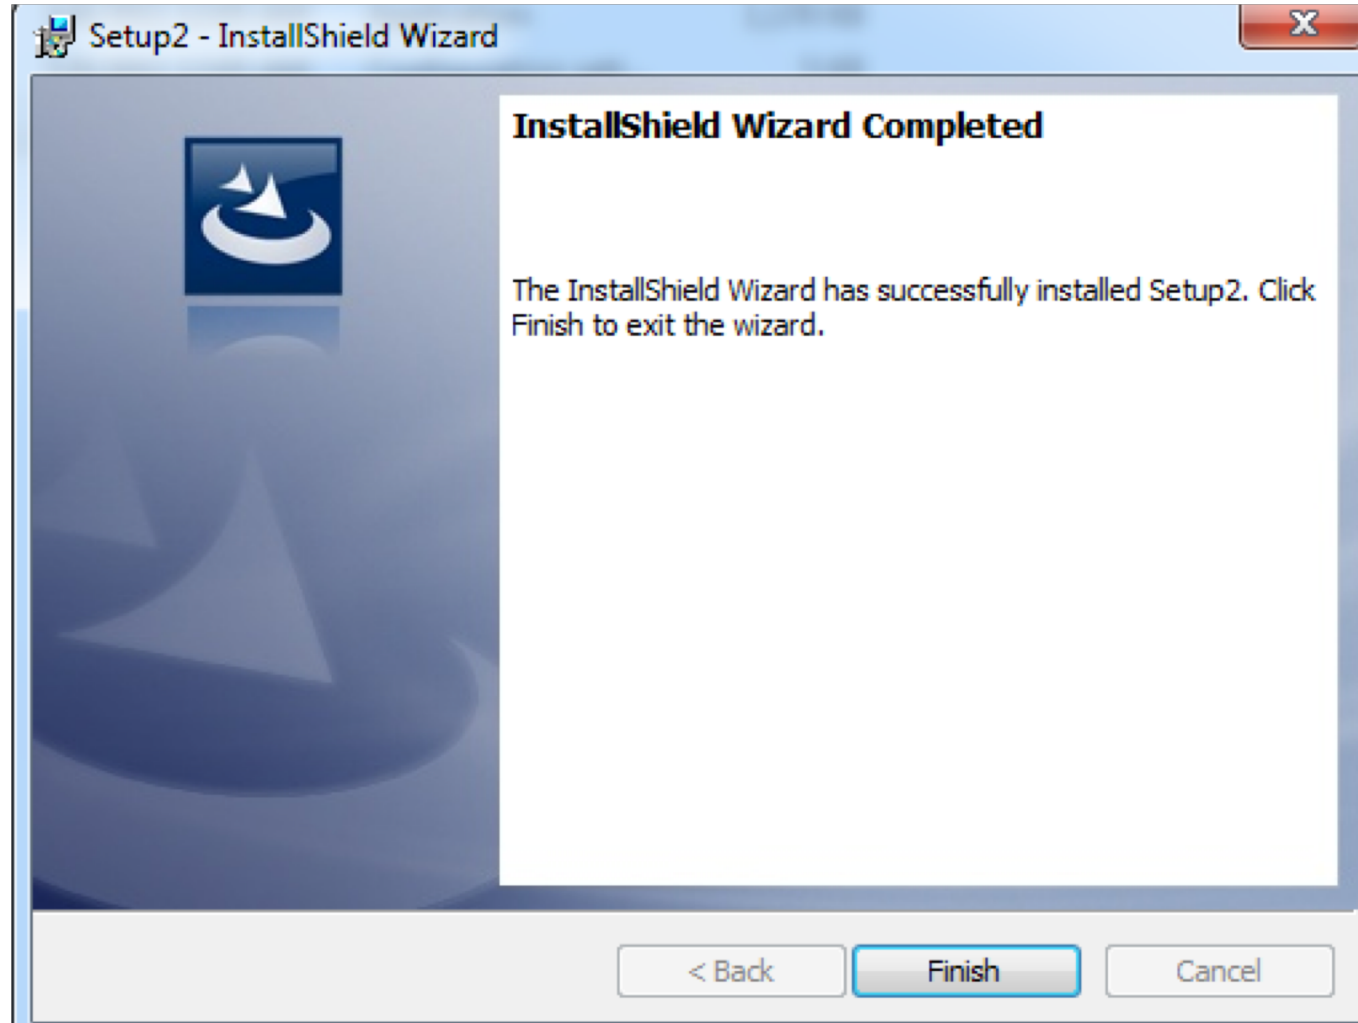 Setup2 - InstallShield Wizard
InstallShield Wizard Completed
The InstallShield Wizard has successfully installed Setup2. Click
Finish to exit the wizard.
< Back
Finish
Cancel